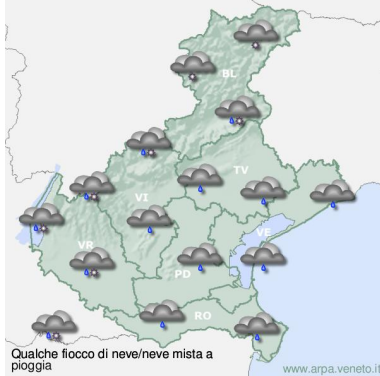 BL
TV
VI
VE
VR
PD
RO
Qualche fiocco di neve/neve mista a
pioggia
www.arpa.veneto.it